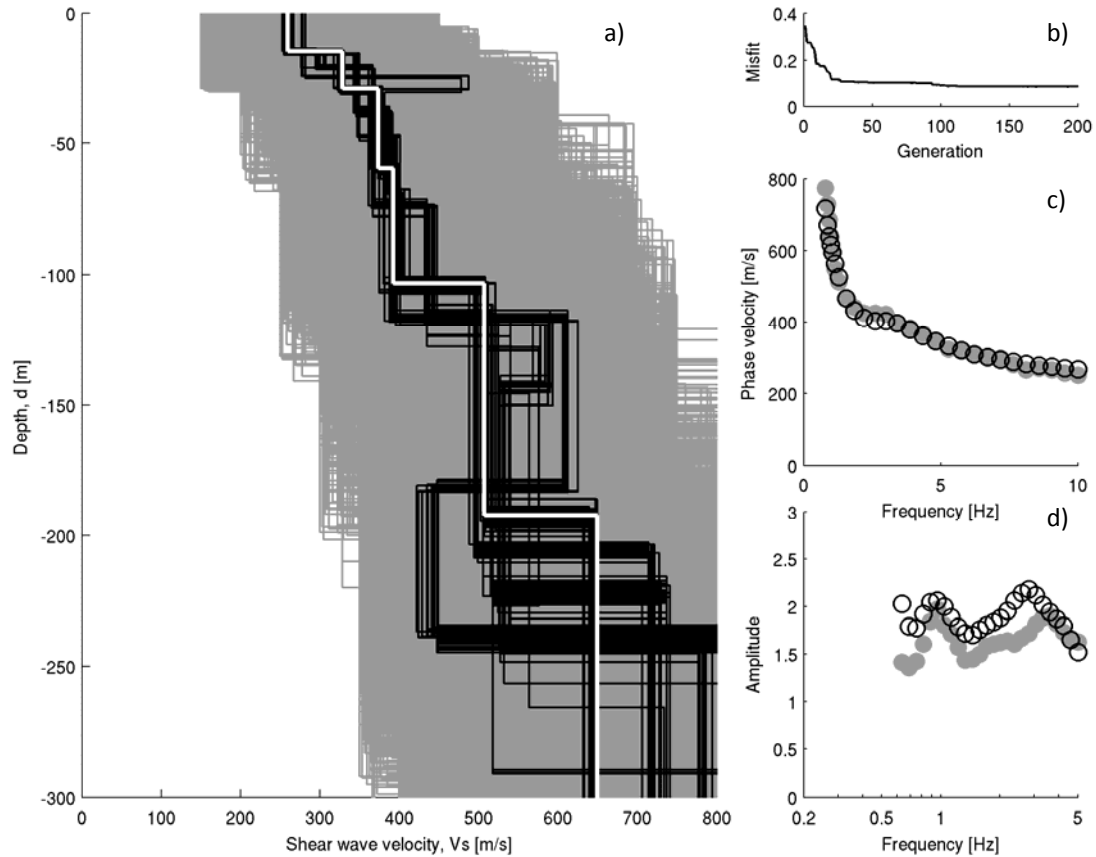 a)
0
-50
-100
-150
-200
-250
-300
Depth, d [m]
0 100 200 300 400 500 600 700 800
Shear wave velocity, Vs [m/s]
b)
0.4
0.2
0
Misfit
0 50 100 150 200
Generation
c)
800
600
400
200
0
Phase velocity [m/s]
0 5 10
Frequency [Hz]
d)
3
2.5
2
1.5
1
0.5
0
Amplitude
0.2 0.5 1 2 5
Frequency [Hz]